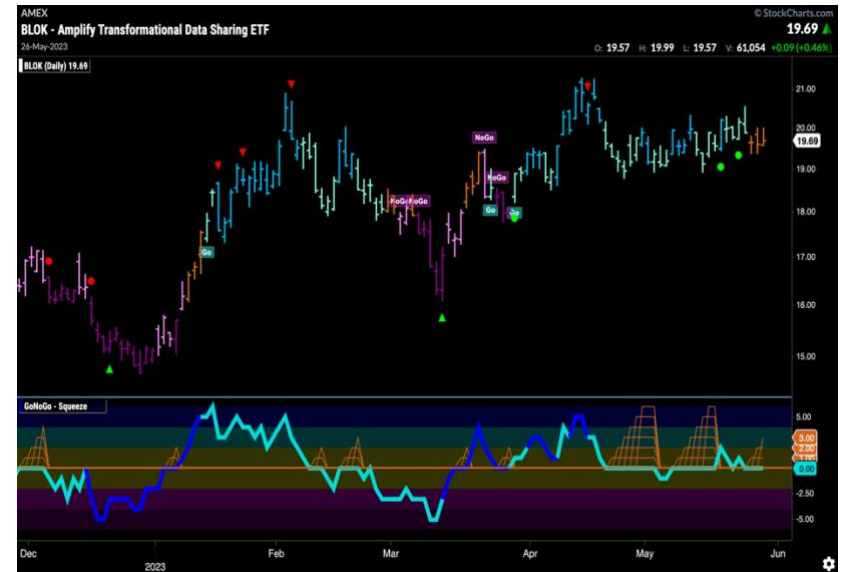 AMEX
© StockCharts.com
BLOK - Amplify Transformational Data Sharing ETF
19.69
26-May-2023
O: 19.57 H: 19.99 L: 19.57 V: 61,054 +0.09 (+0.46%)
BLOK (Daily) 19.69
21.00
20.00
19.69
19.00
18.00
17.00
16.00
15.00
NoGo
NoGo
NoGo
NoGo
Go
Go
Go
GoNoGo - Squeeze
5.00
3.00
2.00
0.00
-2.50
-5.00
Dec
2023
Feb
Mar
Apr
May
Jun